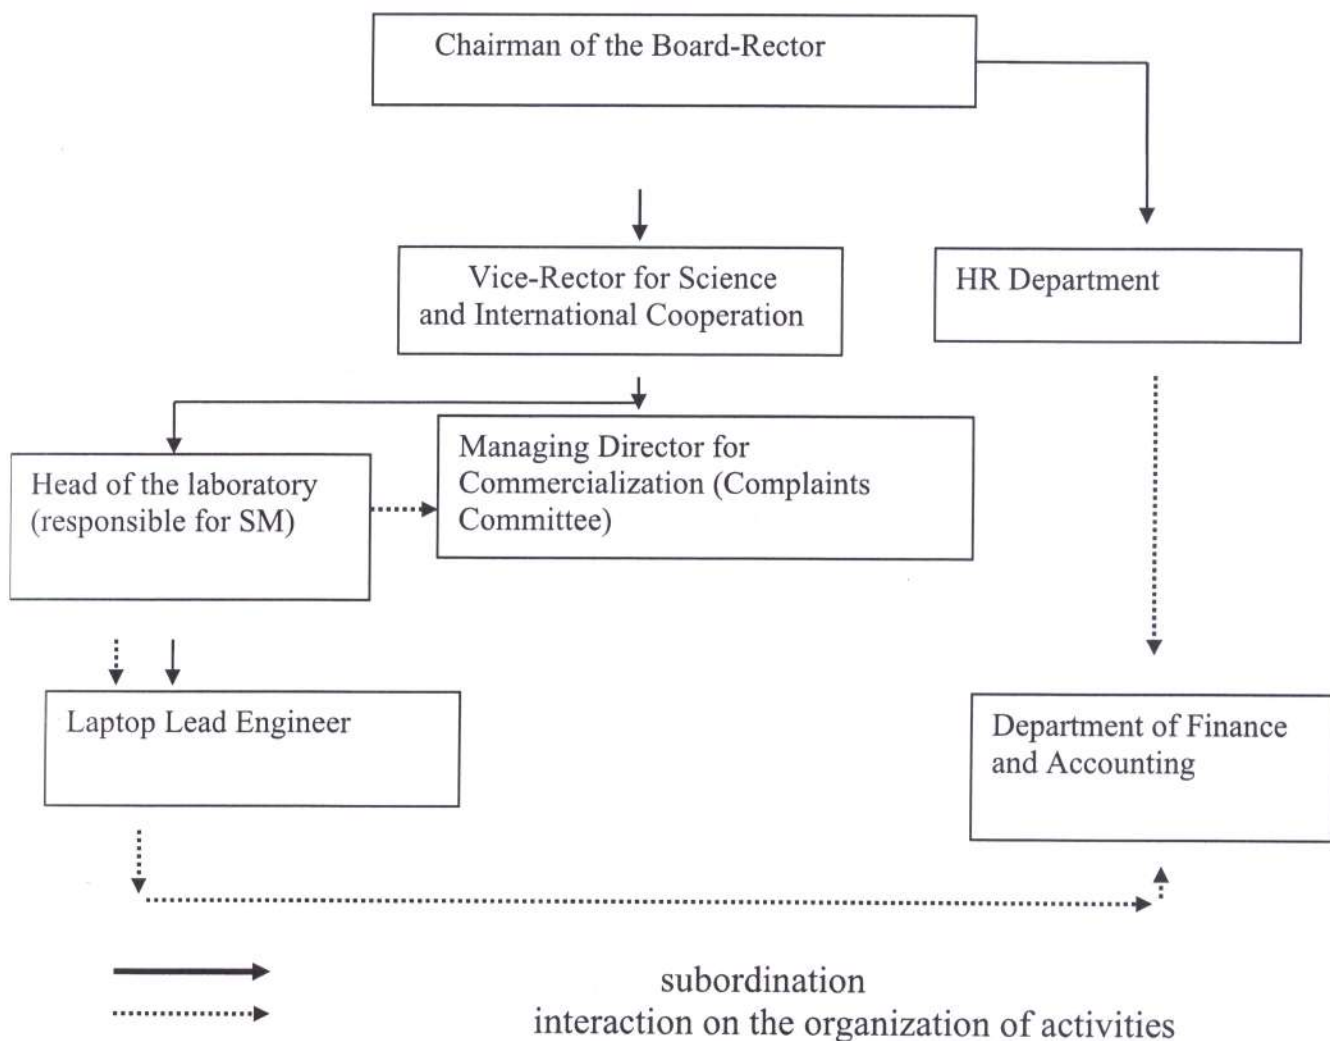 Chairman of the Board-Rector
Vice-Rector for Science
and International Cooperation
HR Department
Managing Director for
Commercialization (Complaints
Committee)
Head of the laboratory
(responsible for SM)
Laptop Lead Engineer
Department of Finance
and Accounting
subordination
interaction on the organization of activities